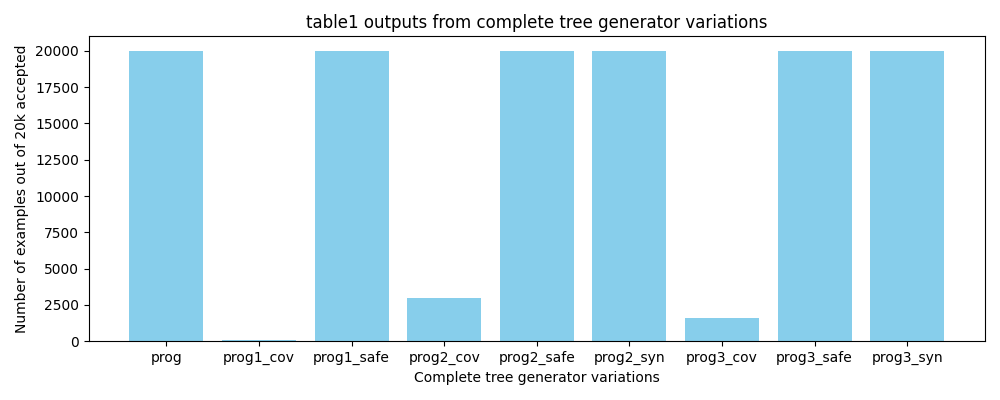 table1 outputs from complete tree generator variations
Number of examples out of 20k accepted
20000
17500
15000
12500
10000
7500
5000
2500
0
prog prog1_cov prog1_safe prog2_cov prog2_safe prog2_syn prog3_cov prog3_safe prog3_syn
Complete tree generator variations